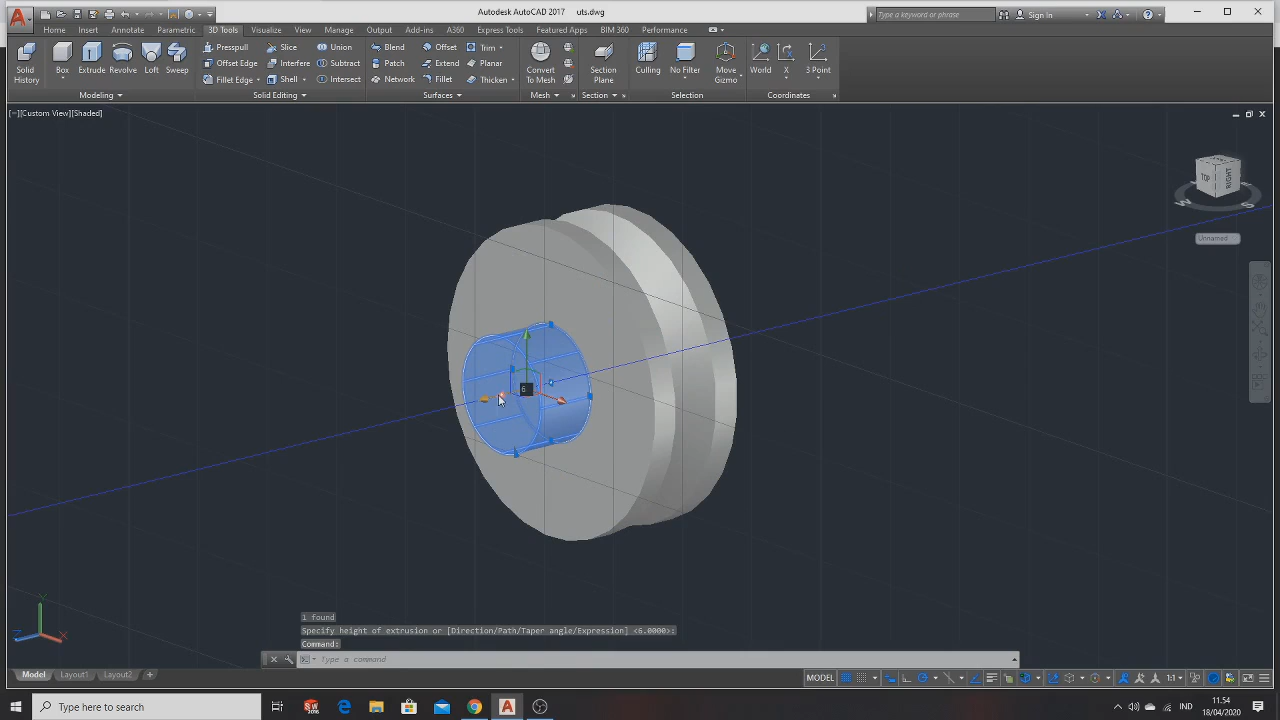 Autodesk AutoCAD 2017 uts.dwg
Type a keyword or phrase
Sign In
Home Insert Annotate Parametric 3D Tools Visualize View Manage Output Add-ins A360 Express Tools Featured Apps BIM 360 Performance
Solid History
Box
Extrude
Revolve
Loft
Sweep
Presspull Slice Union
Offset Edge Interfere Subtract
Fillet Edge Shell Intersect
Blend Offset Trim
Patch Extend Planar
Network Fillet Thicken
Convert To Mesh
Section Plane
Culling
No Filter
Move Gizmo
World
X
3 Point
Modeling Solid Editing Surfaces Mesh Section Selection Coordinates
[−][Custom View][Shaded]
TOP
RIGHT
Unnamed
6
Y
Z
X
1 found
Specify height of extrusion or [Direction/Path/Taper angle/Expression] <6.0000>:
Command:
Type a command
Model Layout1 Layout2 +
MODEL
1:1
Type here to search
IND
11.54
18/04/2020